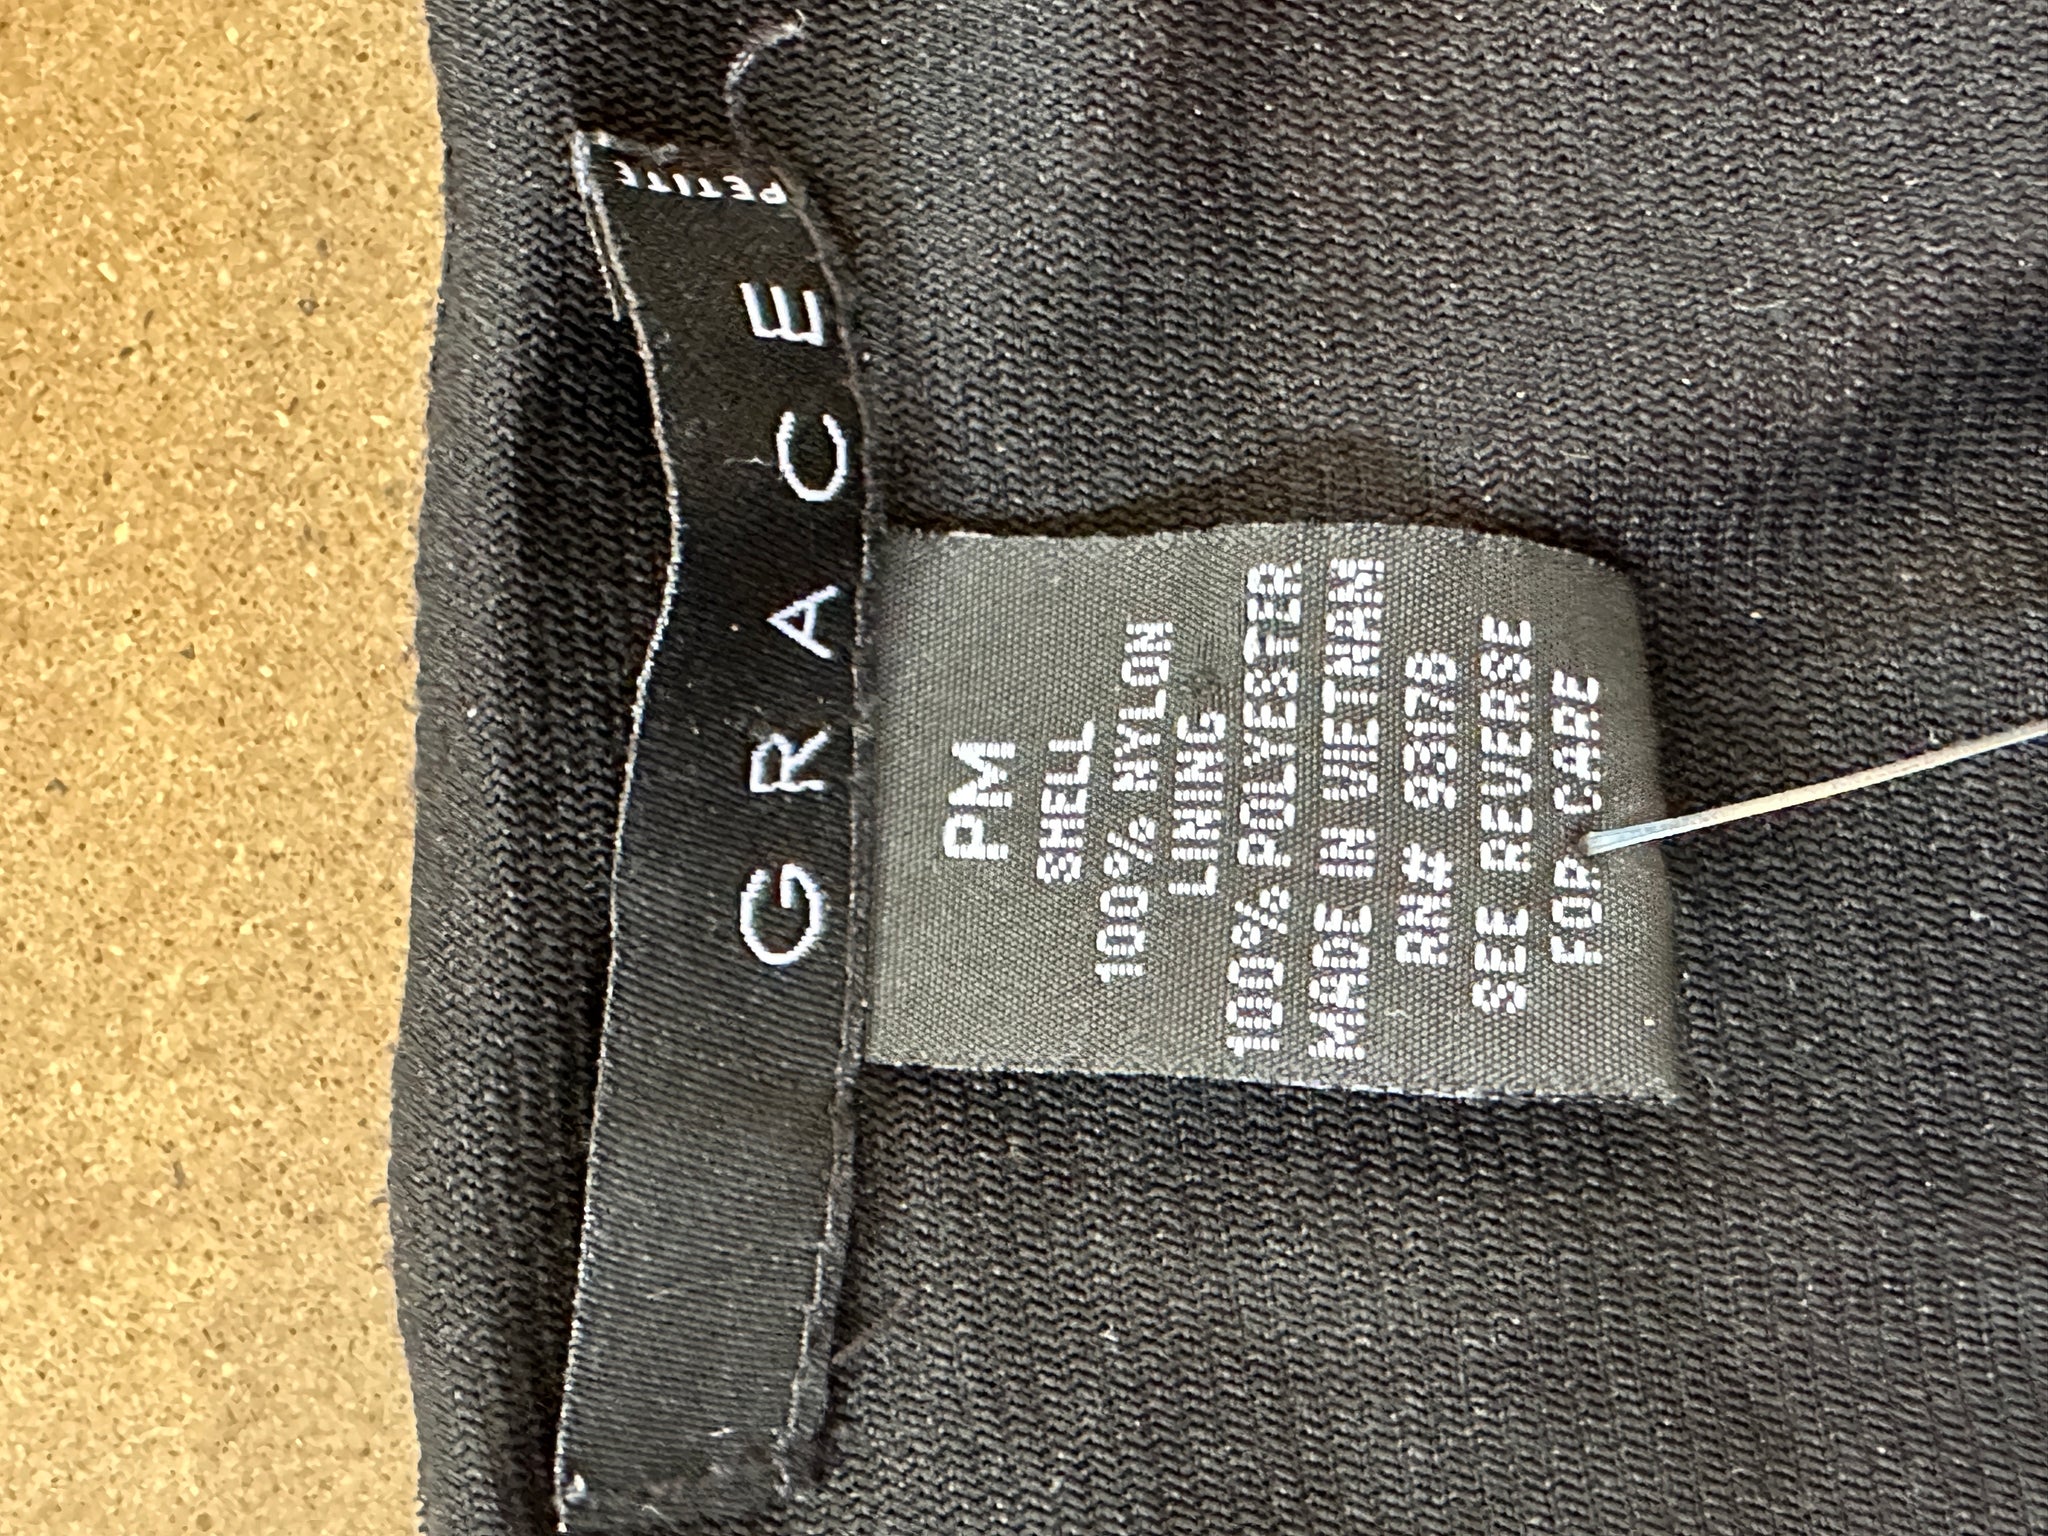 GRACE
PETITE
PM
SHELL
100% NYLON
LINING
100% POLYESTER
MADE IN VIETNAM
RN# 93178
SEE REVERSE
FOR CARE